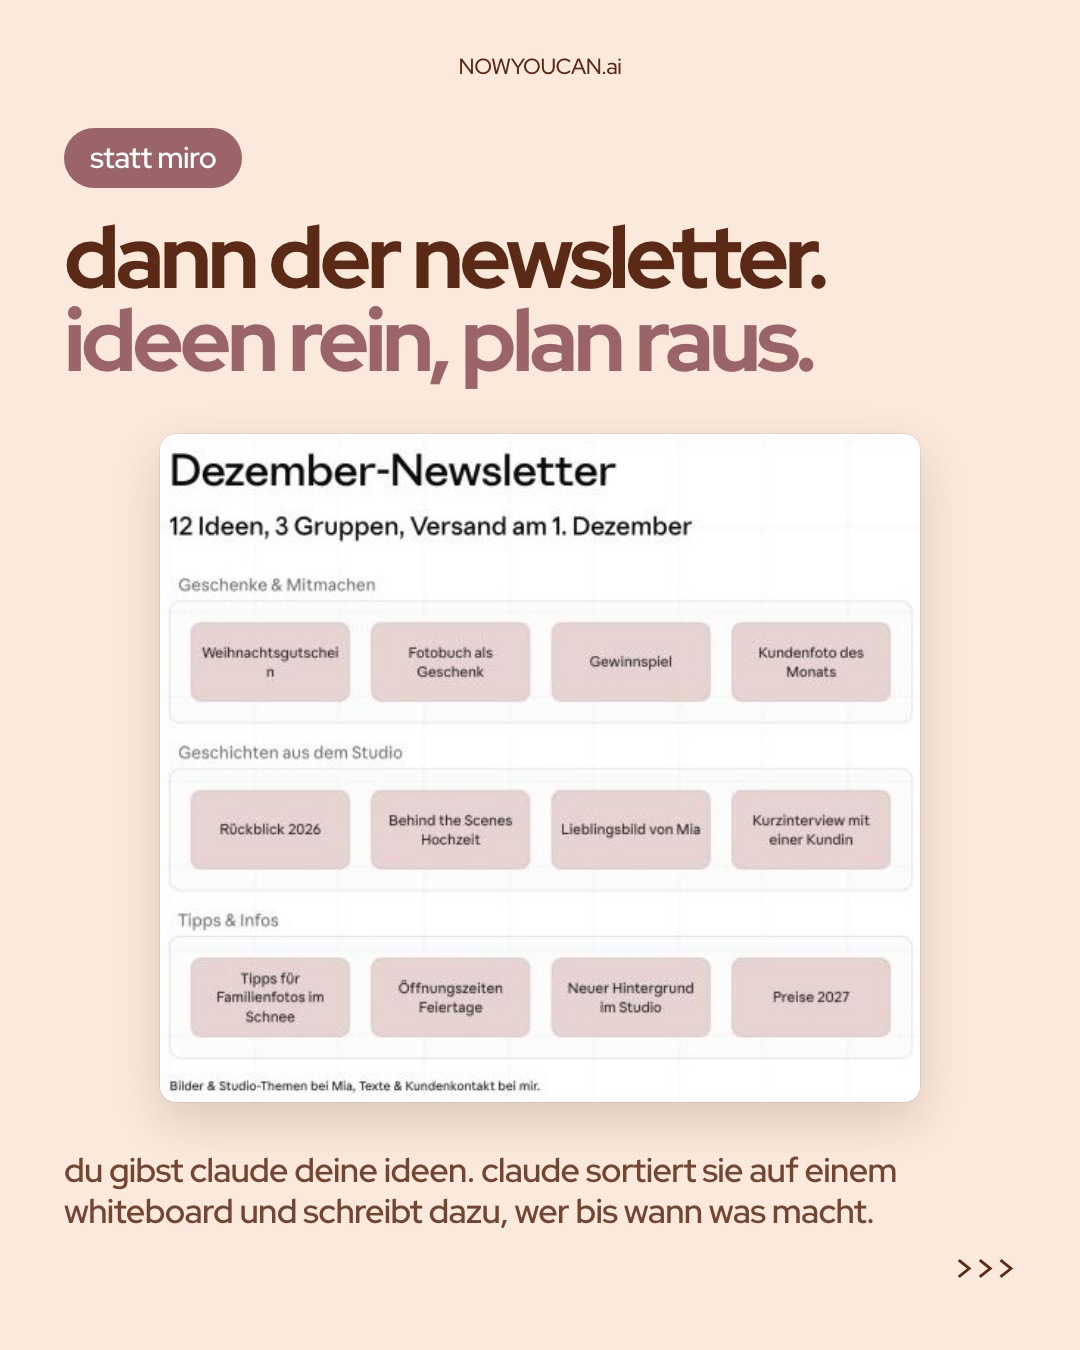 NOWYOUCAN.ai
statt miro
dann der newsletter.
ideen rein, plan raus.
Dezember-Newsletter
12 Ideen, 3 Gruppen, Versand am 1. Dezember
Geschenke & Mitmachen
Weihnachtsgutschei
n
Fotobuch als
Geschenk
Gewinnspiel
Kundenfoto des
Monats
Geschichten aus dem Studio
Rückblick 2026
Behind the Scenes
Hochzeit
Lieblingsbild von Mia
Kurzinterview mit
einer Kundin
Tipps & Infos
Tipps für
Familienfotos im
Schnee
Öffnungszeiten
Feiertage
Neuer Hintergrund
im Studio
Preise 2027
Bilder & Studio-Themen bei Mia, Texte & Kundenkontakt bei mir.
du gibst claude deine ideen. claude sortiert sie auf einem
whiteboard und schreibt dazu, wer bis wann was macht.
>>>